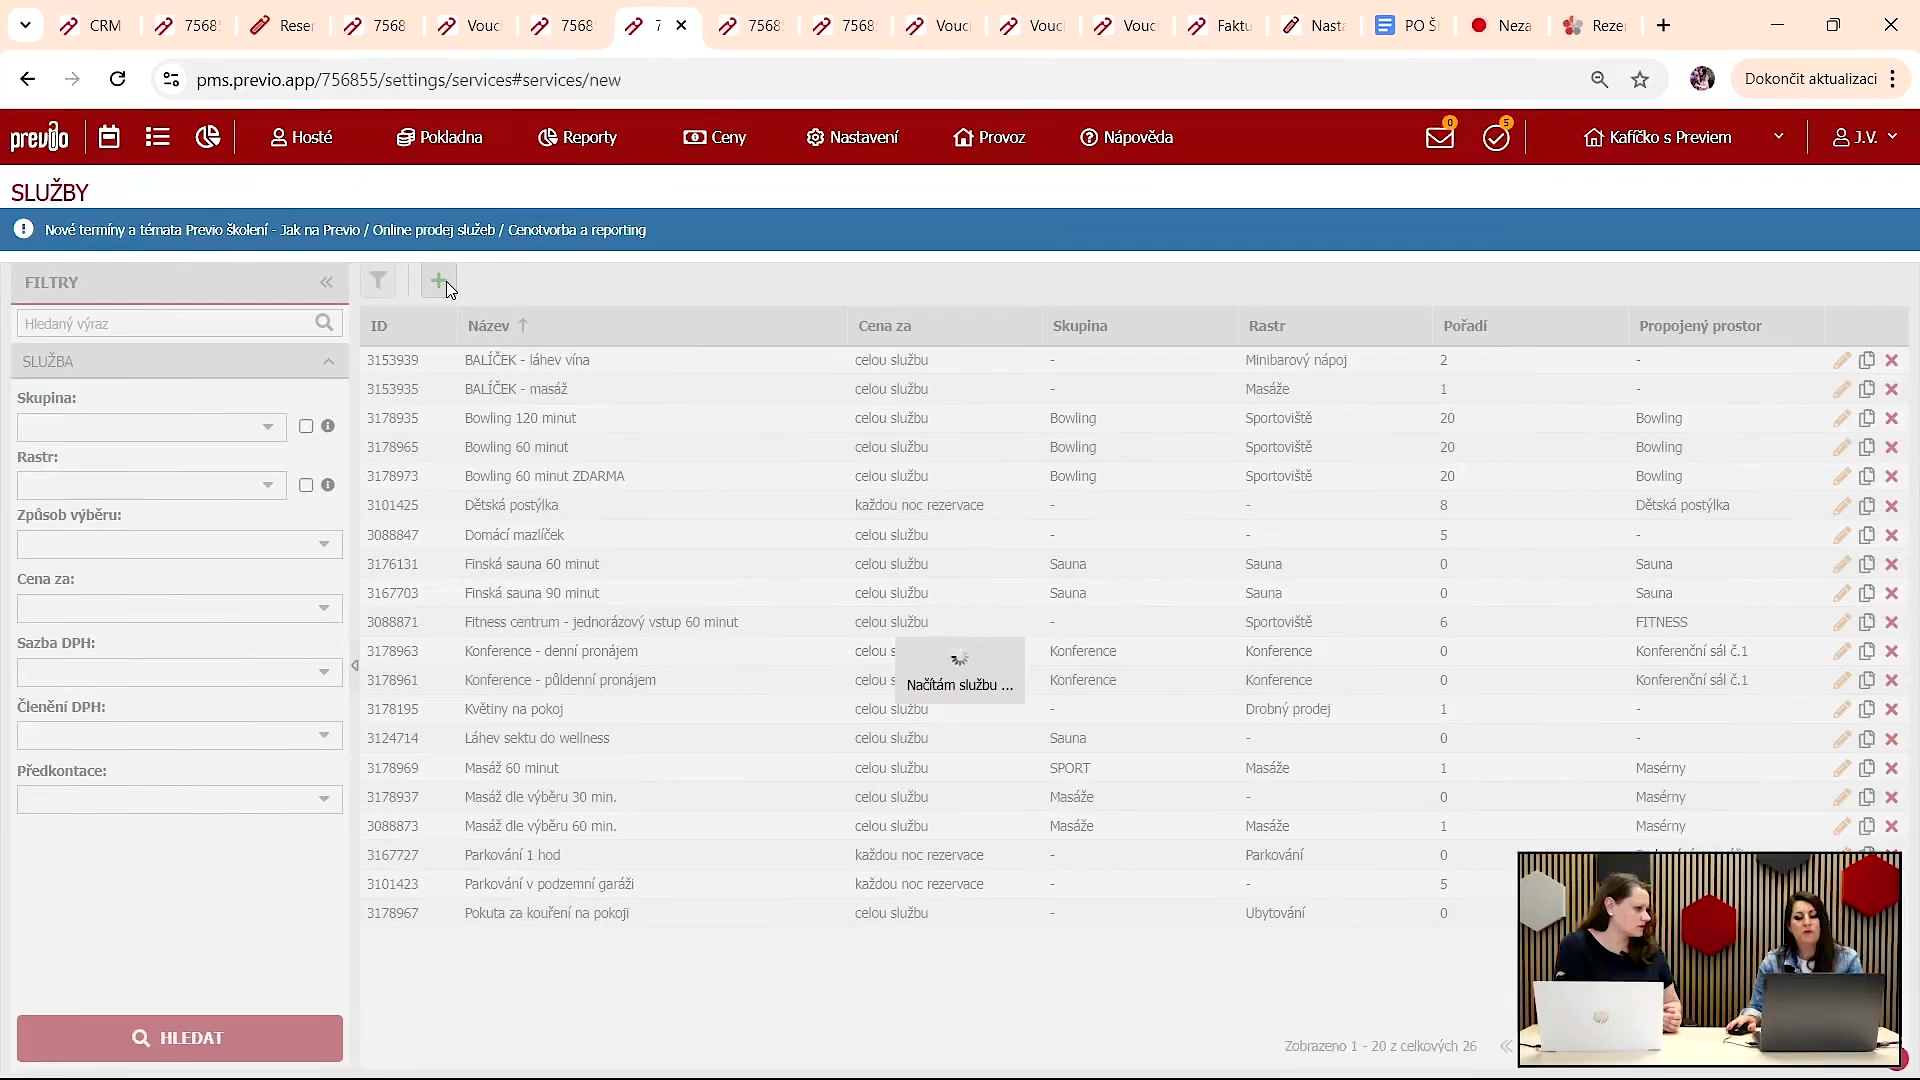 CRM
7568
Reser
7568
Vouc
7568
7
7568
7568
Vouc
Vouc
Vouc
Faktu
Nasta
PO Š
Neza
Rezer
pms.previo.app/756855/settings/services#services/new
Dokončit aktualizaci
previo
Hosté
Pokladna
Reporty
Ceny
Nastavení
Provoz
Nápověda
0
5
Kafíčko s Previem
J.V.
SLUŽBY
Nové termíny a témata Previo školení - Jak na Previo / Online prodej služeb / Cenotvorba a reporting
FILTRY
Hledaný výraz
SLUŽBA
Skupina:
Rastr:
Způsob výběru:
Cena za:
Sazba DPH:
Členění DPH:
Předkontace:
HLEDAT
ID Název Cena za Skupina Rastr Pořadí Propojený prostor
3153939 BALÍČEK - láhev vína celou službu - Minibarový nápoj 2 -
3153935 BALÍČEK - masáž celou službu - Masáže 1 -
3178935 Bowling 120 minut celou službu Bowling Sportoviště 20 Bowling
3178965 Bowling 60 minut celou službu Bowling Sportoviště 20 Bowling
3178973 Bowling 60 minut ZDARMA celou službu Bowling Sportoviště 20 Bowling
3101425 Dětská postýlka každou noc rezervace - - 8 Dětská postýlka
3088847 Domácí mazlíček celou službu - - 5 -
3176131 Finská sauna 60 minut celou službu Sauna Sauna 0 Sauna
3167703 Finská sauna 90 minut celou službu Sauna Sauna 0 Sauna
3088871 Fitness centrum - jednorázový vstup 60 minut celou službu - Sportoviště 6 FITNESS
3178963 Konference - denní pronájem celou s Konference Konference 0 Konferenční sál č.1
3178961 Konference - půldenní pronájem celou s Konference Konference 0 Konferenční sál č.1
Načítám službu ...
3178195 Květiny na pokoj celou službu - Drobný prodej 1 -
3124714 Láhev sektu do wellness celou službu Sauna - 0 -
3178969 Masáž 60 minut celou službu SPORT Masáže 1 Masérny
3178937 Masáž dle výběru 30 min. celou službu Masáže - 0 Masérny
3088873 Masáž dle výběru 60 min. celou službu Masáže Masáže 1 Masérny
3167727 Parkování 1 hod každou noc rezervace - Parkování 0
3101423 Parkování v podzemní garáži každou noc rezervace - - 5
3178967 Pokuta za kouření na pokoji celou službu - Ubytování 0
Zobrazeno 1 - 20 z celkových 26